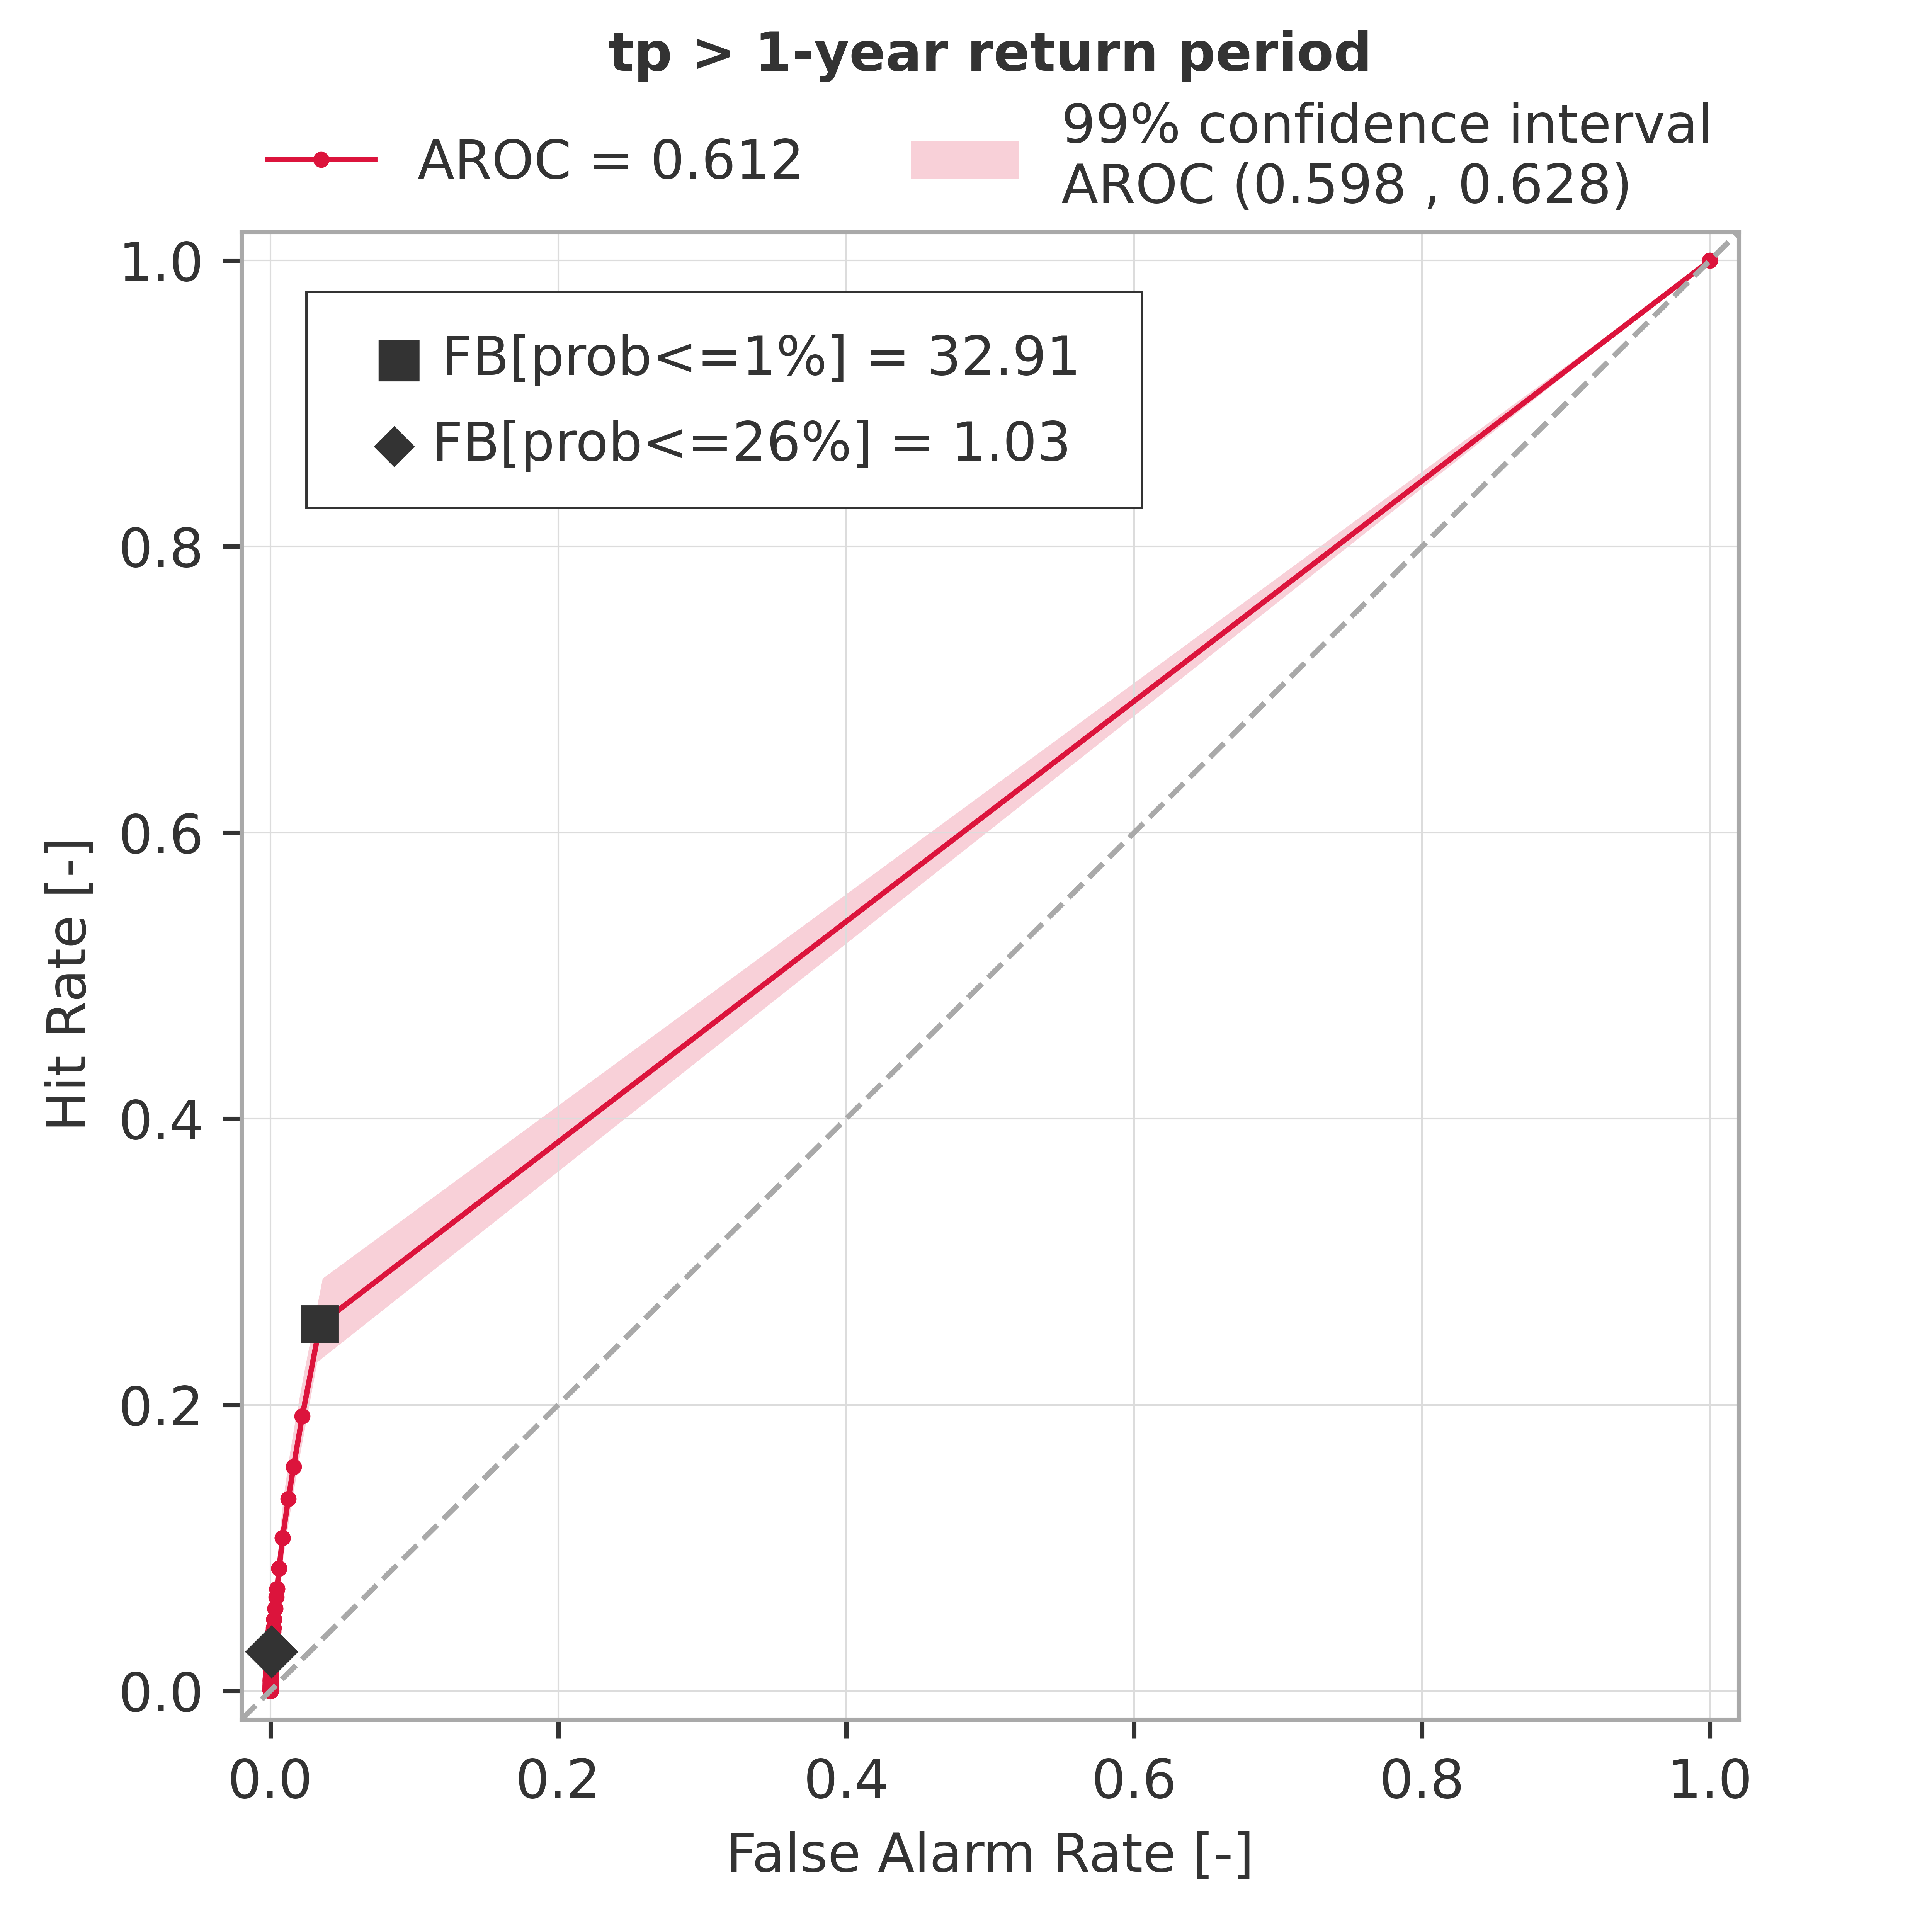 tp > 1-year return period
AROC = 0.612
99% confidence interval
AROC (0.598 , 0.628)
1.0
FB[prob<=1%] = 32.91
FB[prob<=26%] = 1.03
0.8
0.6
0.4
0.2
0.0
Hit Rate [-]
0.0 0.2 0.4 0.6 0.8 1.0
False Alarm Rate [-]